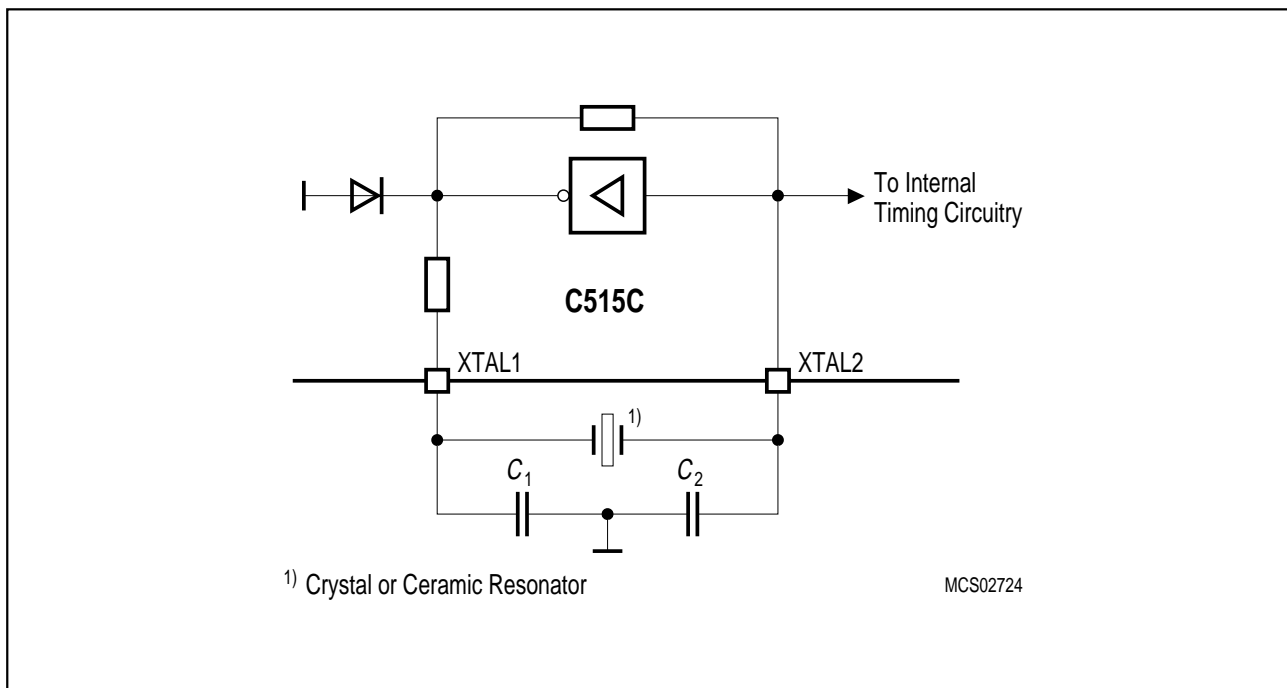 To Internal
Timing Circuitry
C515C
XTAL1
XTAL2
1)
C1
C2
1) Crystal or Ceramic Resonator
MCS02724